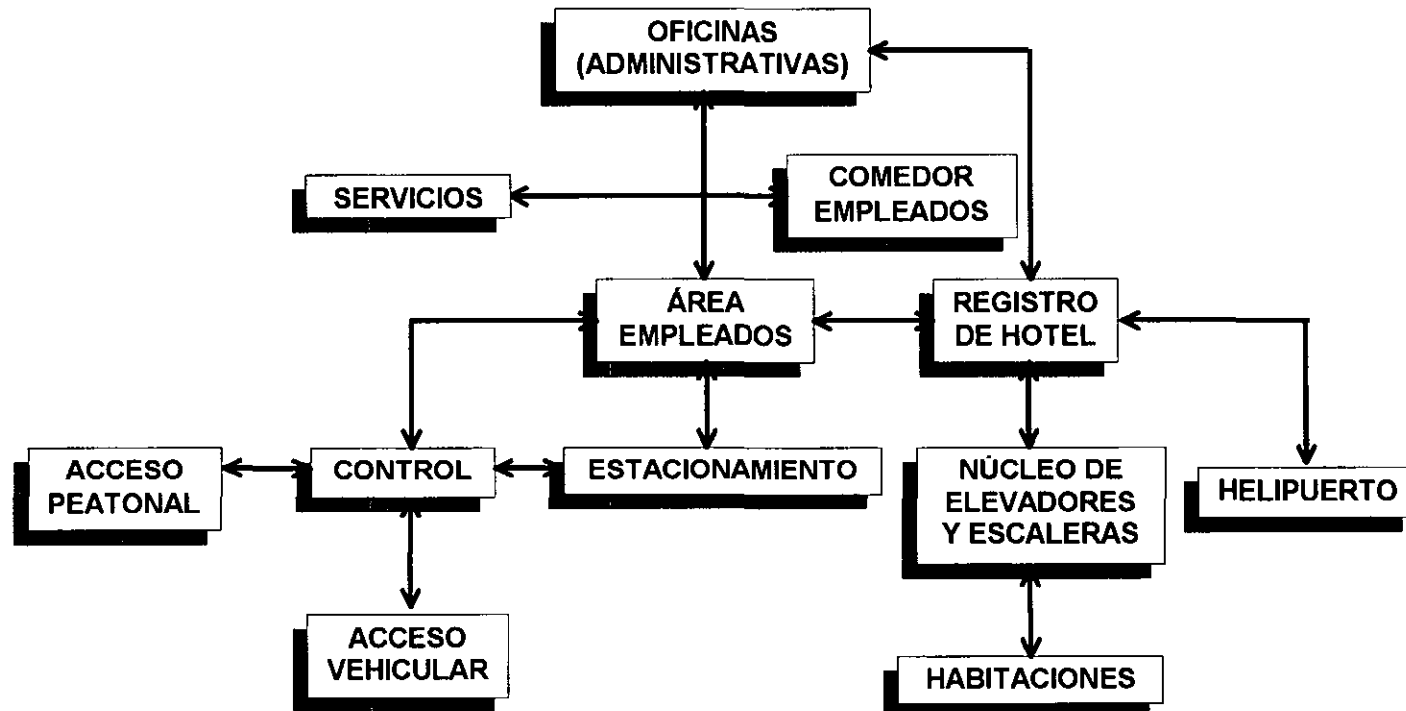 OFICINAS
(ADMINISTRATIVAS)
SERVICIOS
COMEDOR
EMPLEADOS
ÁREA
EMPLEADOS
REGISTRO
DE HOTEL
ACCESO
PEATONAL
CONTROL
ESTACIONAMIENTO
NÚCLEO DE
ELEVADORES
Y ESCALERAS
HELIPUERTO
ACCESO
VEHICULAR
HABITACIONES